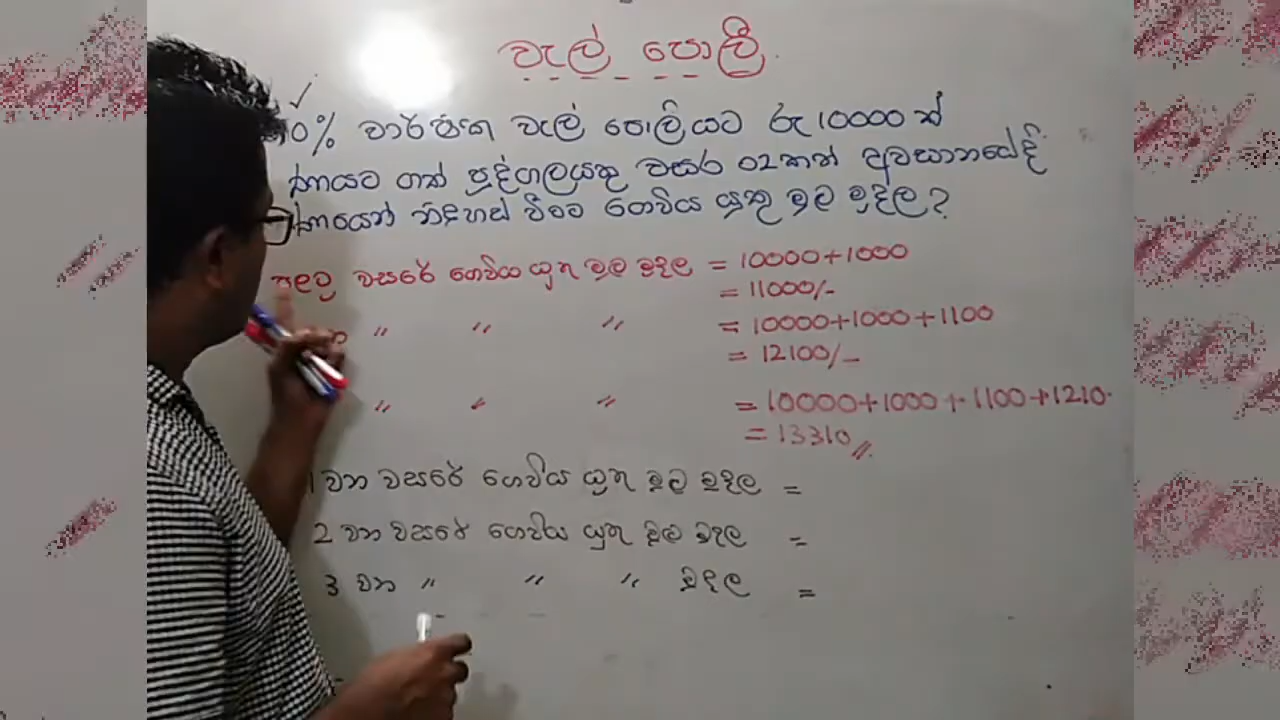 වැල් පොලී
10% වාර්ෂික වැල් පොලියට රු 10000 ක්
ණයට ගත් පුද්ගලයකු වසර 02කත් අවසානයේදී
ණයෙන් නිදහස් වීමට ගෙවිය යුතු මුලු මුදල?
පළමු වසරේ ගෙවිය යුතු මුලු මුදල = 10000+1000
= 11000/-
〃 〃 〃 = 10000+1000+1100
= 12100/-
〃 〃 〃 = 10000+1000+1100+1210
= 13310//
1 වන වසරේ ගෙවිය යුතු මුලු මුදල =
2 වන වසරේ ගෙවිය යුතු මුලු මුදල =
3 වන 〃 〃 〃 මුදල =